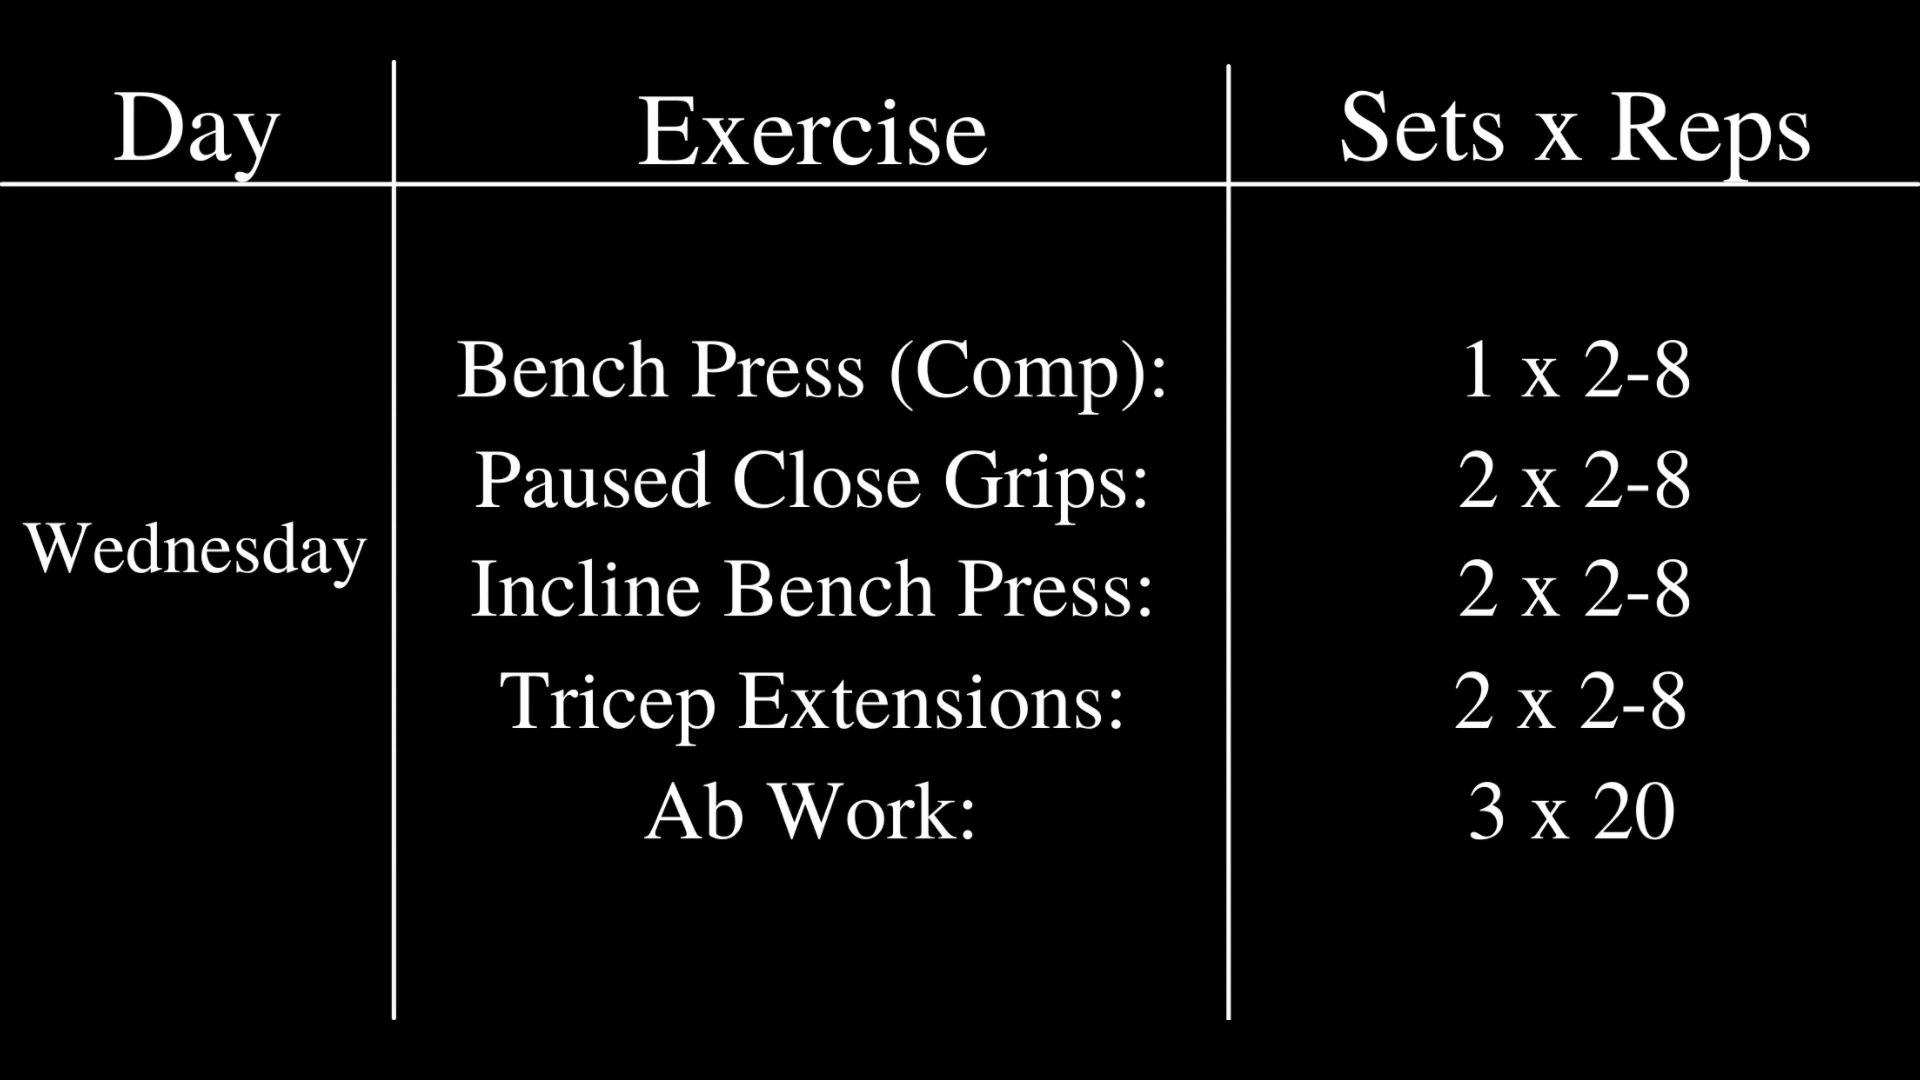 Day Exercise Sets x Reps
Bench Press (Comp): 1 x 2-8
Paused Close Grips: 2 x 2-8
Wednesday
Incline Bench Press: 2 x 2-8
Tricep Extensions: 2 x 2-8
Ab Work: 3 x 20